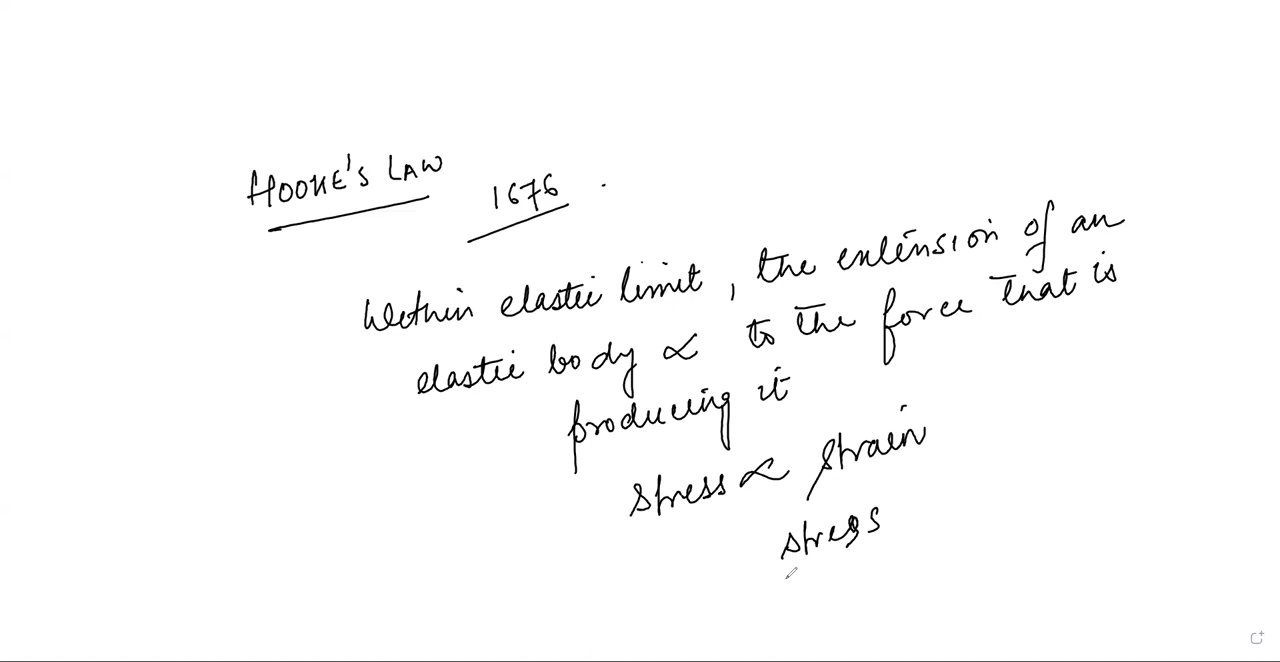 HOOKE'S LAW 1676 .
Within elastic limit, the extension of an
elastic body ∝ to the force that is
producing it
stress ∝ strain
stress